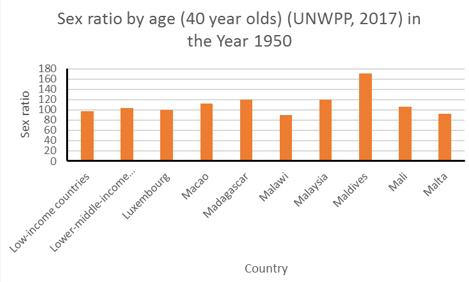 Sex ratio by age (40 year olds) (UNWPP, 2017) in
the Year 1950
180
160
140
120
100
80
60
40
20
0
Sex ratio
Low-income countries
Lower-middle-income...
Luxembourg
Macao
Madagascar
Malawi
Malaysia
Maldives
Mali
Malta
Country